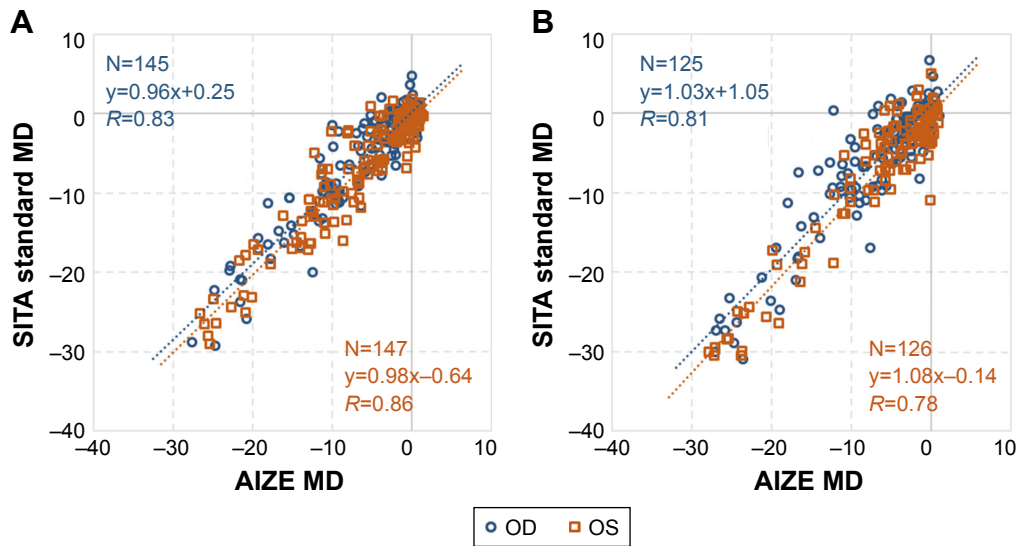 A
SITA standard MD
10
0
–10
–20
–30
–40
N=145
y=0.96x+0.25
R=0.83
N=147
y=0.98x–0.64
R=0.86
–40 –30 –20 –10 0 10
AIZE MD
B
SITA standard MD
10
0
–10
–20
–30
–40
N=125
y=1.03x+1.05
R=0.81
N=126
y=1.08x–0.14
R=0.78
–40 –30 –20 –10 0 10
AIZE MD
OD OS